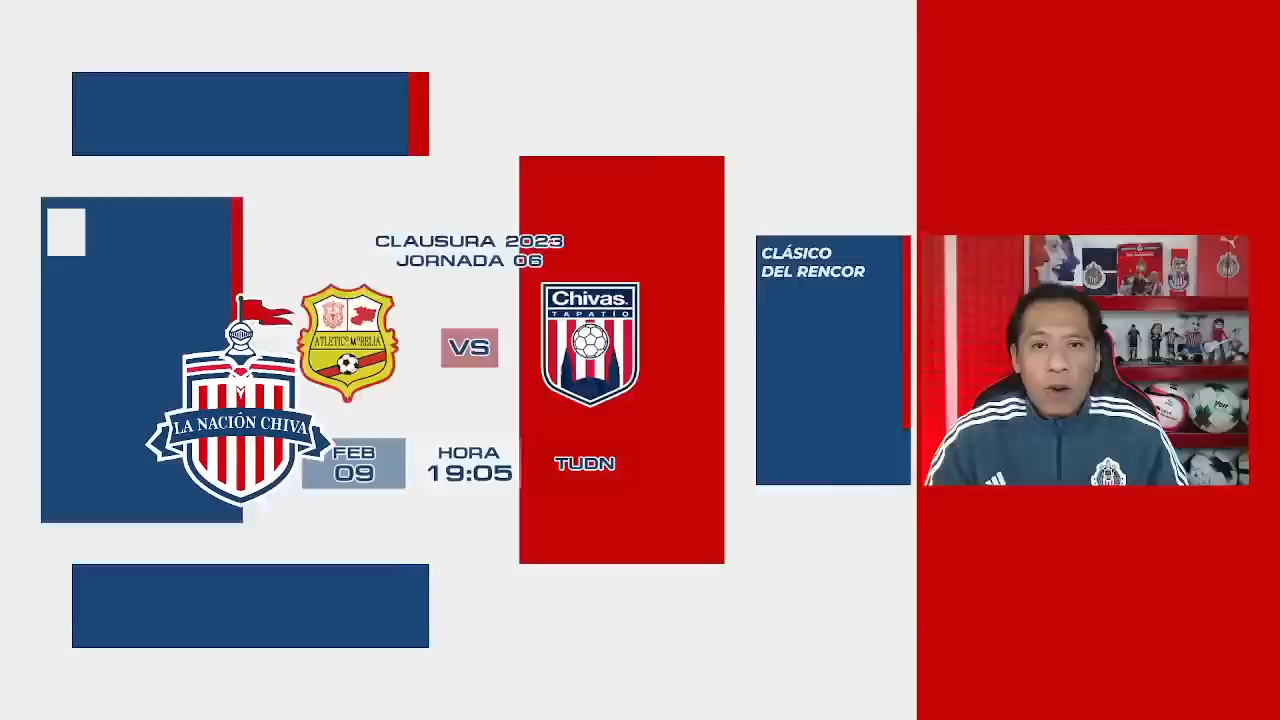 CLAUSURA 2023
JORNADA 06
ATLETICO MORELIA
VS
Chivas.
TAPATÍO
LA NACIÓN CHIVA
FEB
09
HORA
19:05
TUDN
CLÁSICO
DEL RENCOR